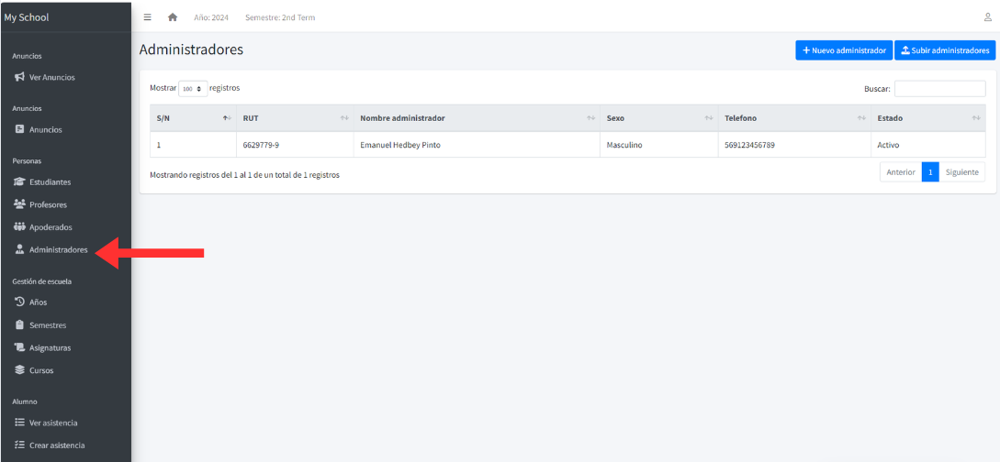 My School
Año: 2024 Semestre: 2nd Term
Anuncios
Ver Anuncios
Anuncios
Anuncios
Personas
Estudiantes
Profesores
Apoderados
Administradores
Gestión de escuela
Años
Semestres
Asignaturas
Cursos
Alumno
Ver asistencia
Crear asistencia
Administradores
+ Nuevo administrador Subir administradores
Mostrar 100 registros Buscar:
S/N RUT Nombre administrador Sexo Telefono Estado
1 6629779-9 Emanuel Hedbey Pinto Masculino 569123456789 Activo
Mostrando registros del 1 al 1 de un total de 1 registros
Anterior 1 Siguiente